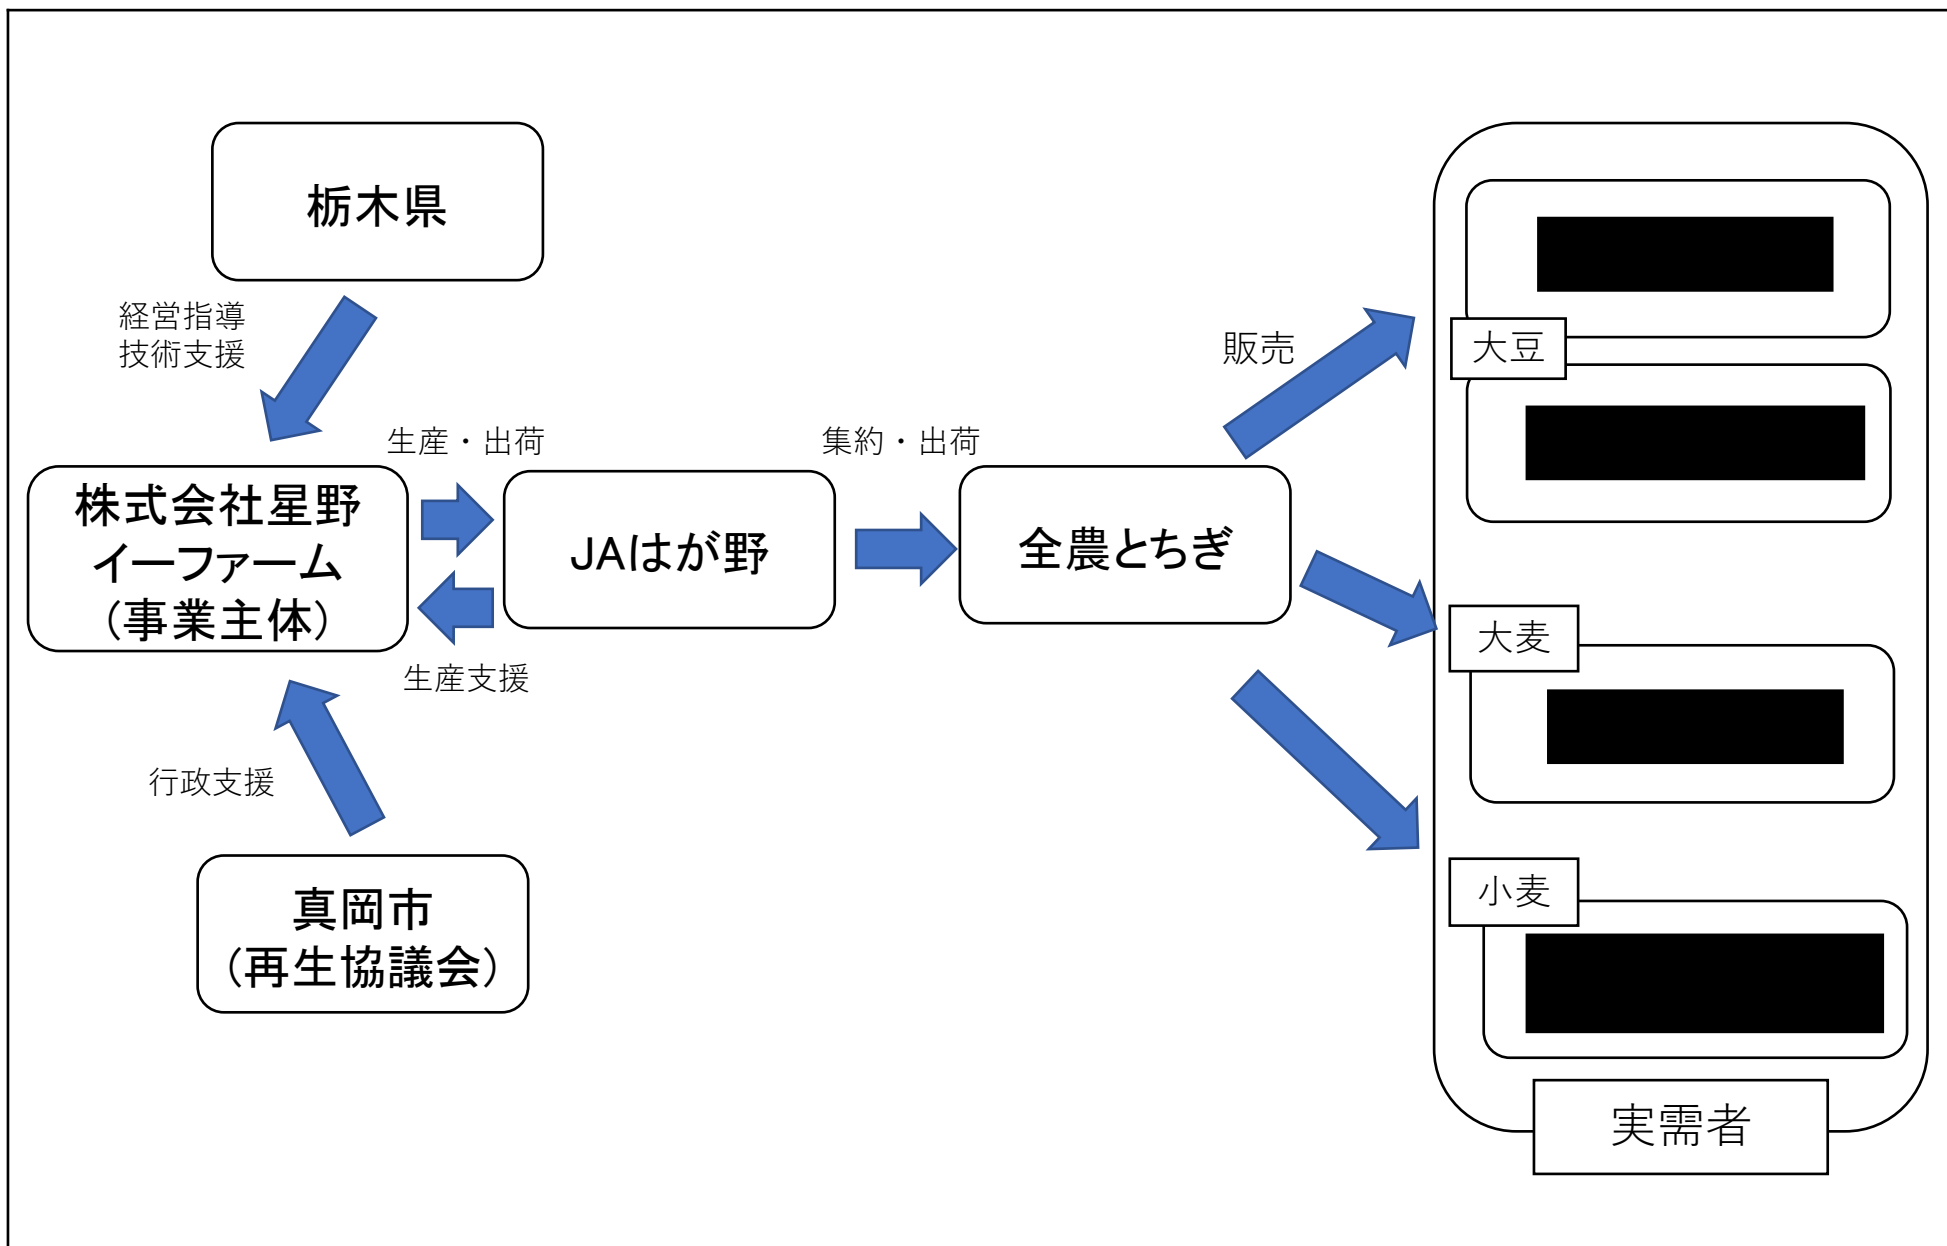 栃木県
経営指導
技術支援
生産・出荷
株式会社星野
イーファーム
（事業主体）
JAはが野
生産支援
行政支援
真岡市
（再生協議会）
集約・出荷
全農とちぎ
販売
大豆
大麦
小麦
実需者